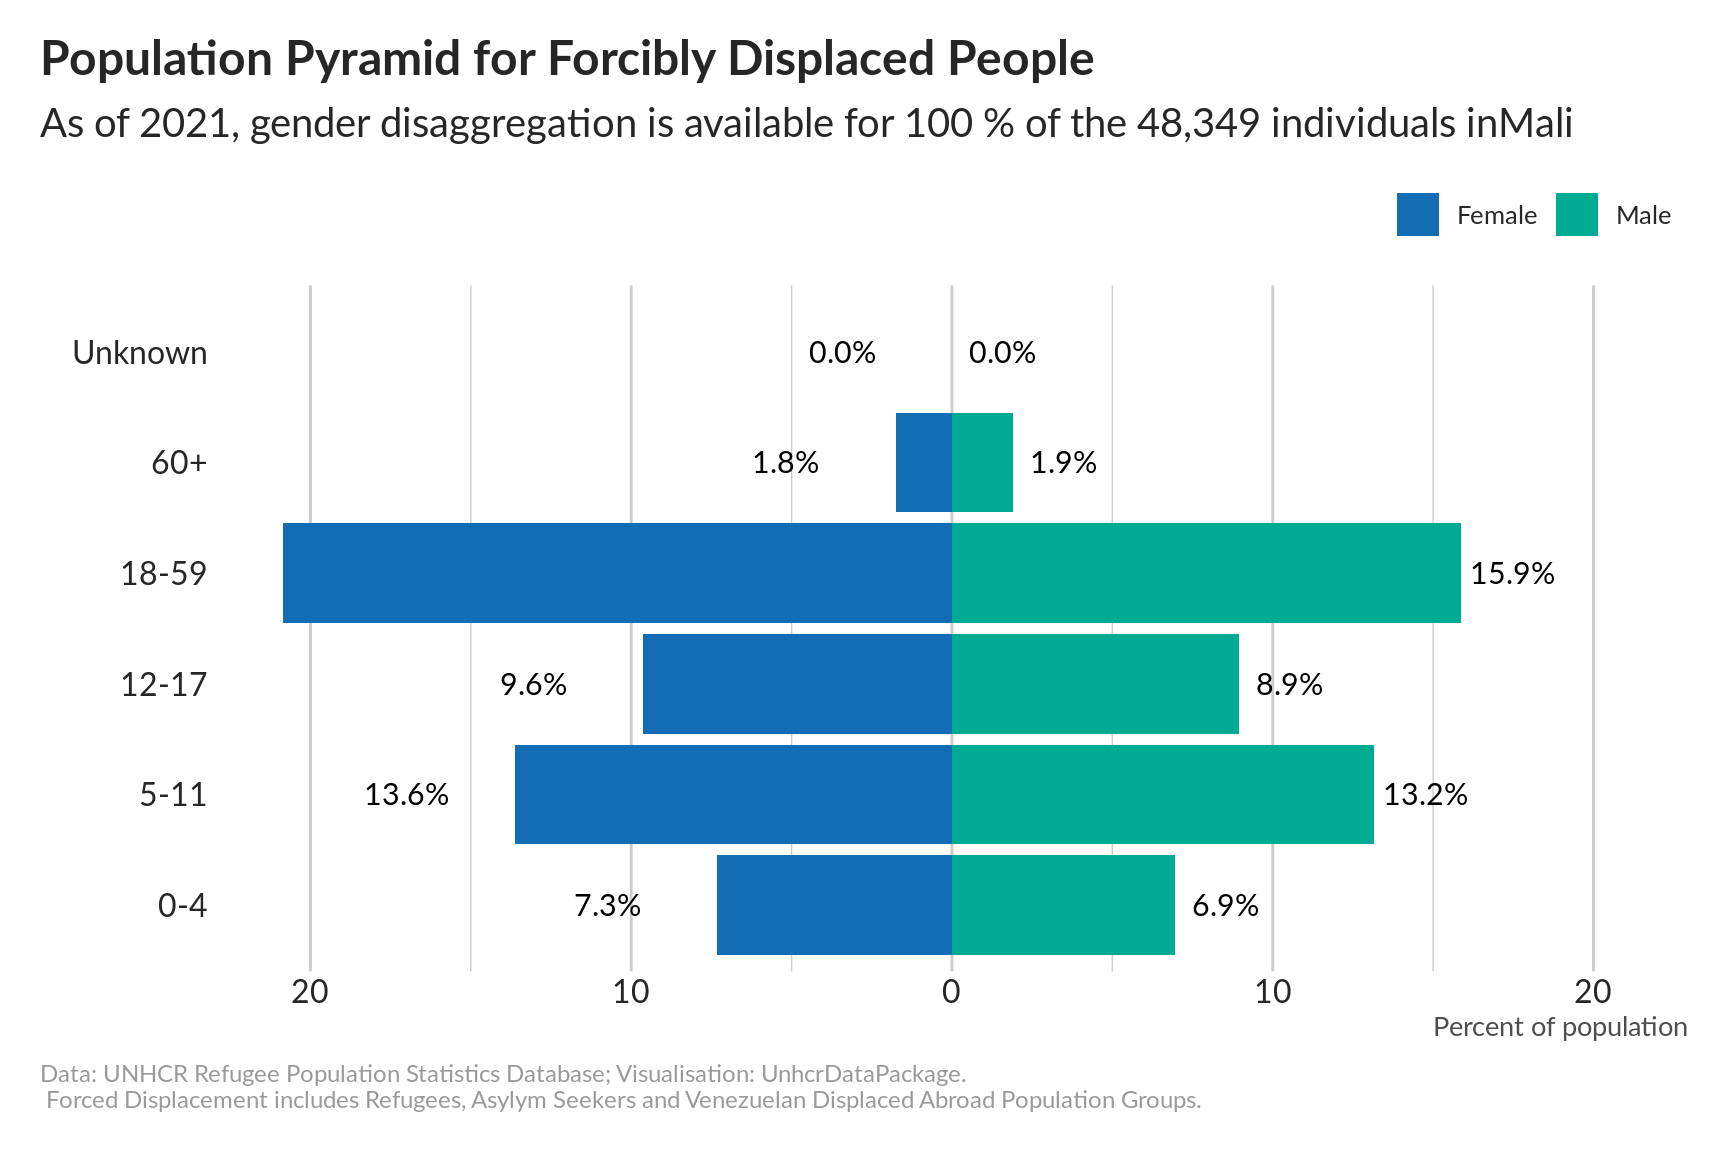 Population Pyramid for Forcibly Displaced People
As of 2021, gender disaggregation is available for 100 % of the 48,349 individuals inMali
Female Male
Unknown 0.0% 0.0%
60+ 1.8% 1.9%
18-59 15.9%
12-17 9.6% 8.9%
5-11 13.6% 13.2%
0-4 7.3% 6.9%
20 10 0 10 20
Percent of population
Data: UNHCR Refugee Population Statistics Database; Visualisation: UnhcrDataPackage.
Forced Displacement includes Refugees, Asylym Seekers and Venezuelan Displaced Abroad Population Groups.